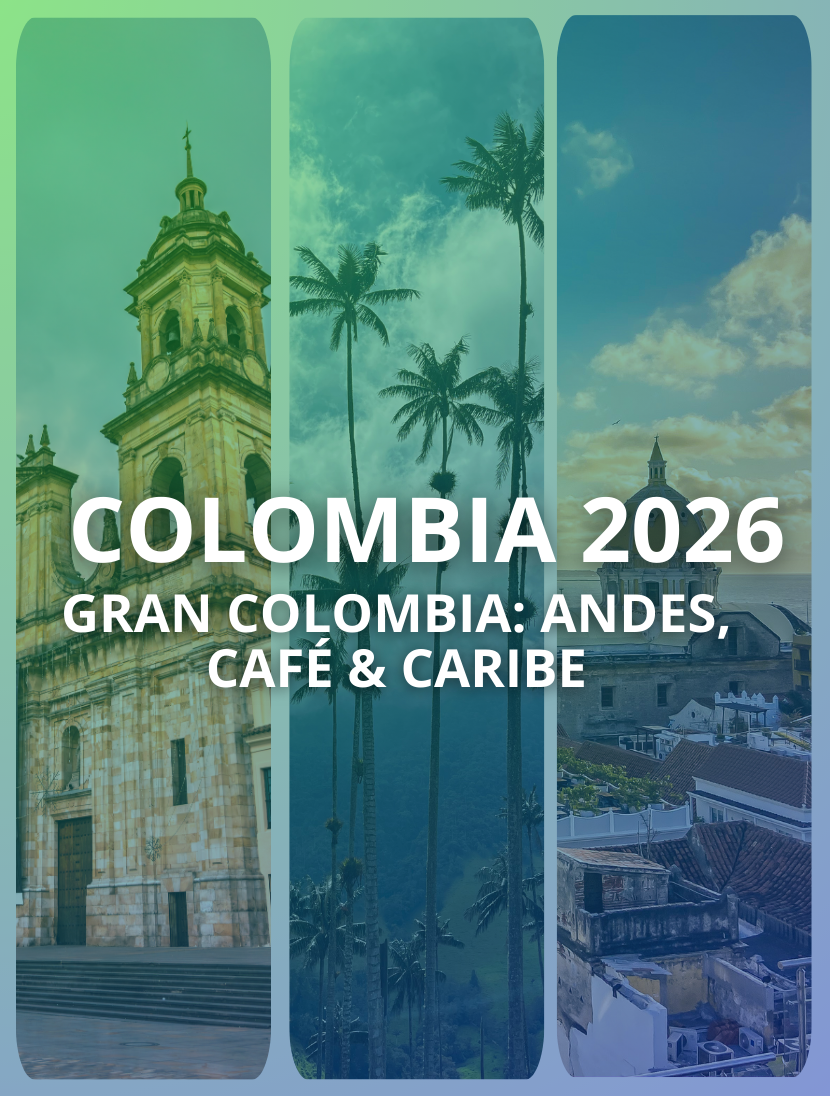 COLOMBIA 2026
GRAN COLOMBIA: ANDES,
CAFÉ & CARIBE